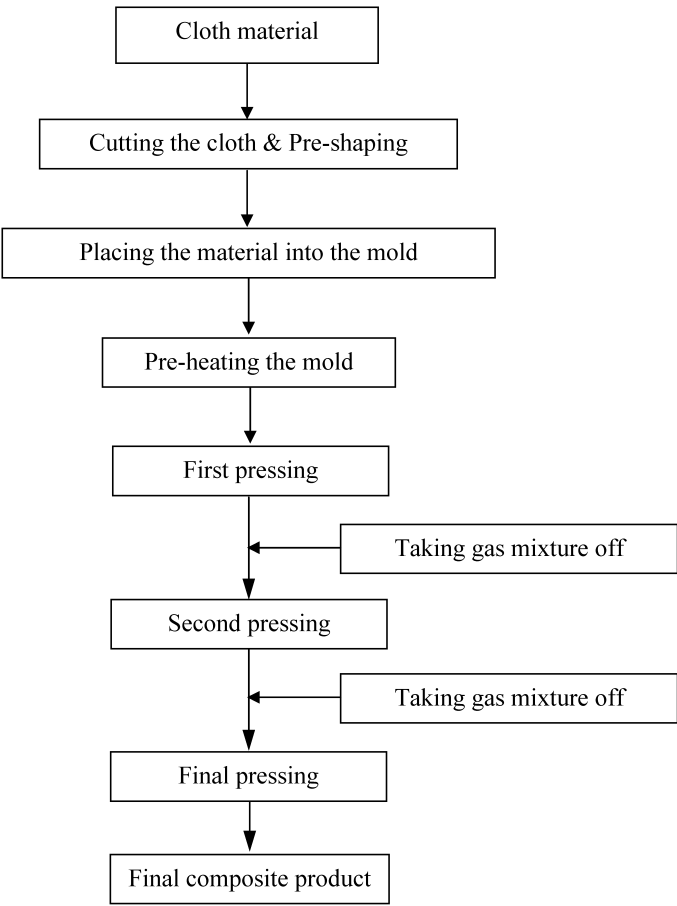 Cloth material
Cutting the cloth & Pre-shaping
Placing the material into the mold
Pre-heating the mold
First pressing
Taking gas mixture off
Second pressing
Taking gas mixture off
Final pressing
Final composite product